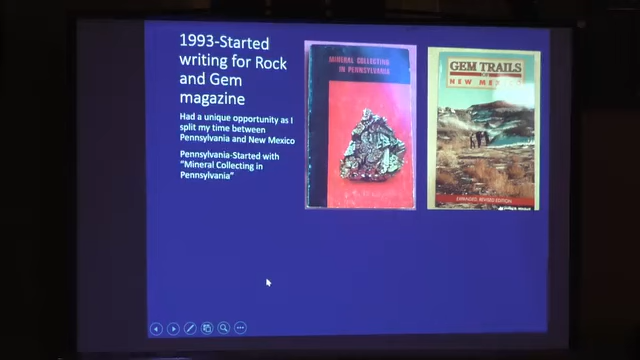 1993-Started
writing for Rock
and Gem
magazine
Had a unique opportunity as I
split my time between
Pennsylvania and New Mexico
Pennsylvania-Started with
"Mineral Collecting in
Pennsylvania"
MINERAL COLLECTING
IN PENNSYLVANIA
GEM TRAILS
NEW MEXICO
EXPANDED, REVISED EDITION